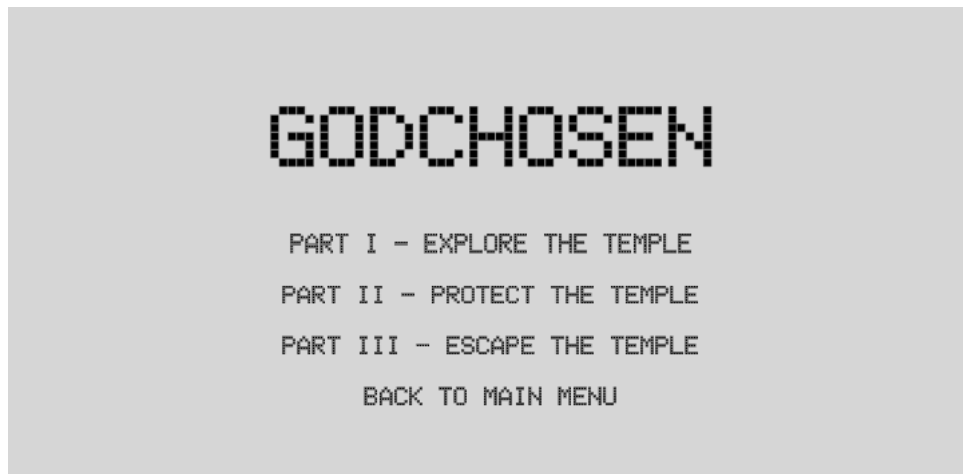 GODCHOSEN
PART I - EXPLORE THE TEMPLE
PART II - PROTECT THE TEMPLE
PART III - ESCAPE THE TEMPLE
BACK TO MAIN MENU